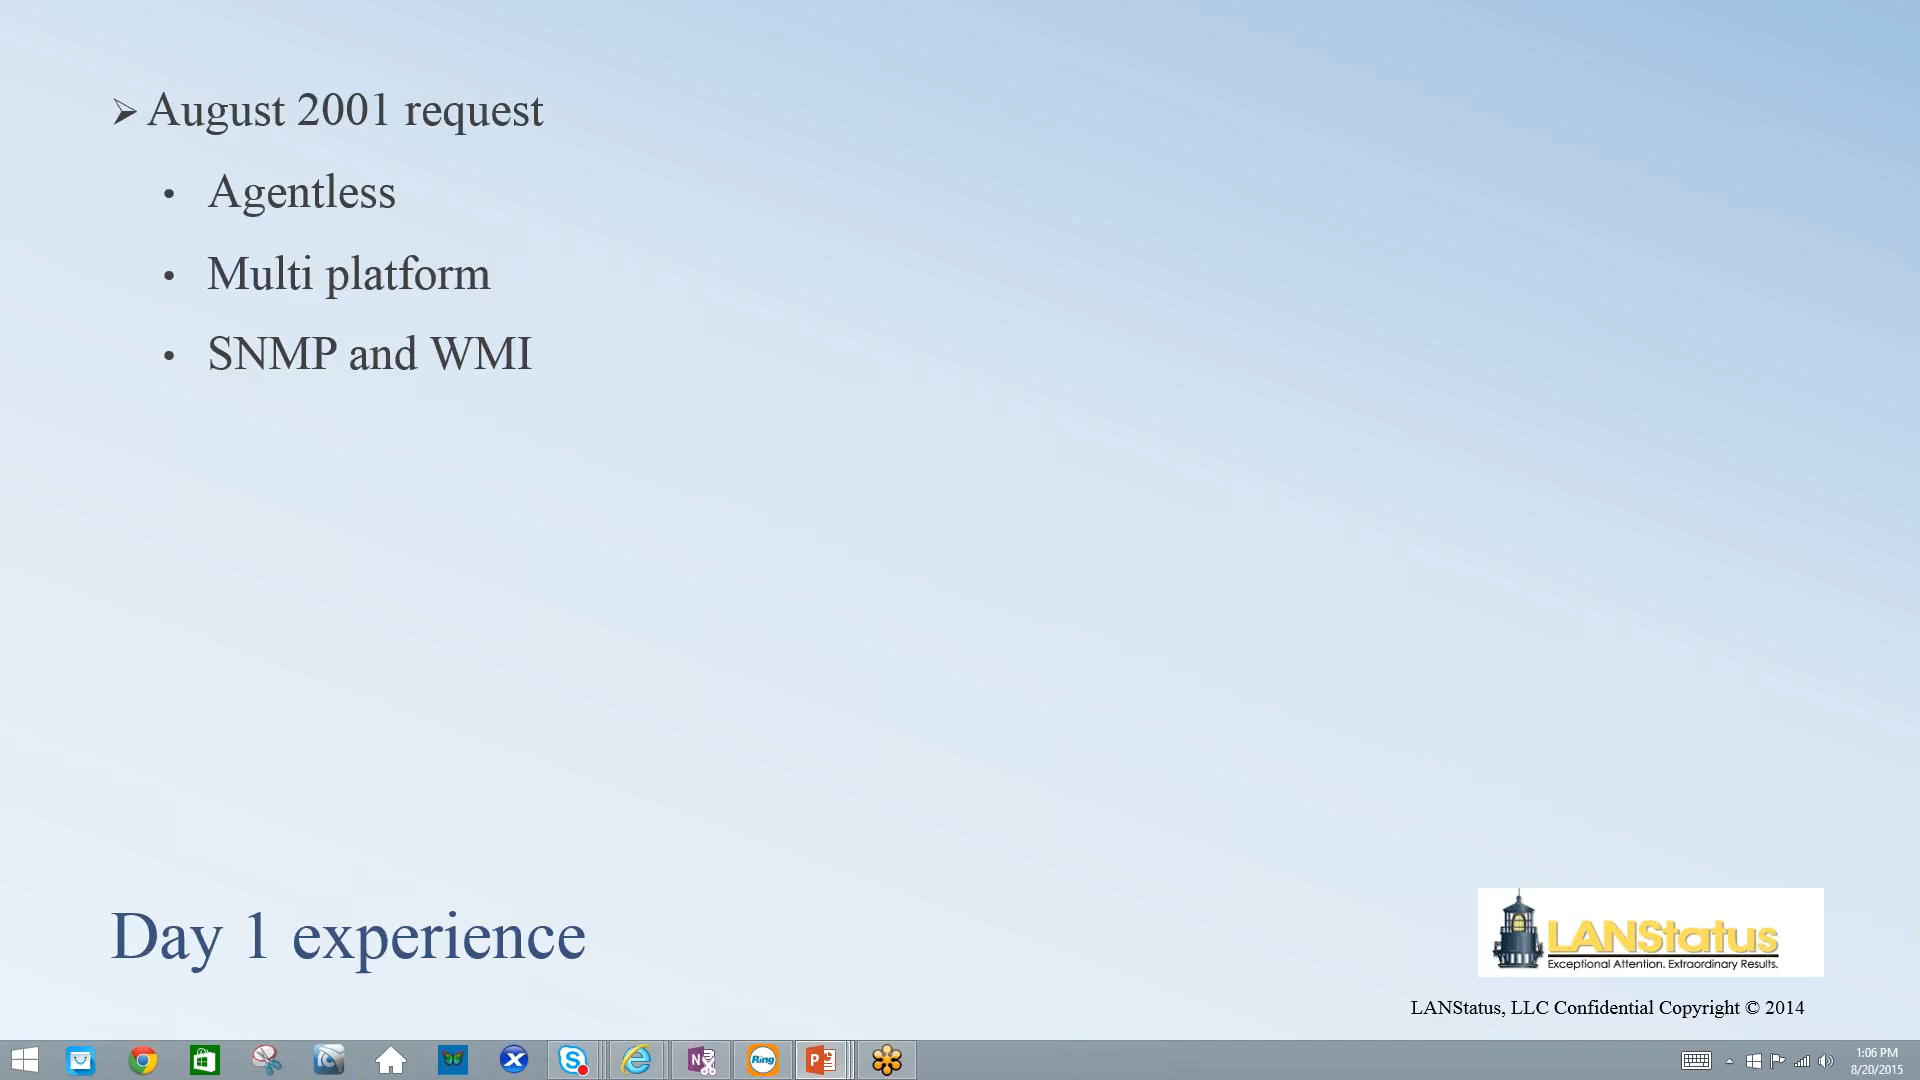 ➢ August 2001 request
• Agentless
• Multi platform
• SNMP and WMI
Day 1 experience
LANStatus
Exceptional Attention. Extraordinary Results.
LANStatus, LLC Confidential Copyright © 2014
N
Ring
P
1:06 PM
8/20/2015